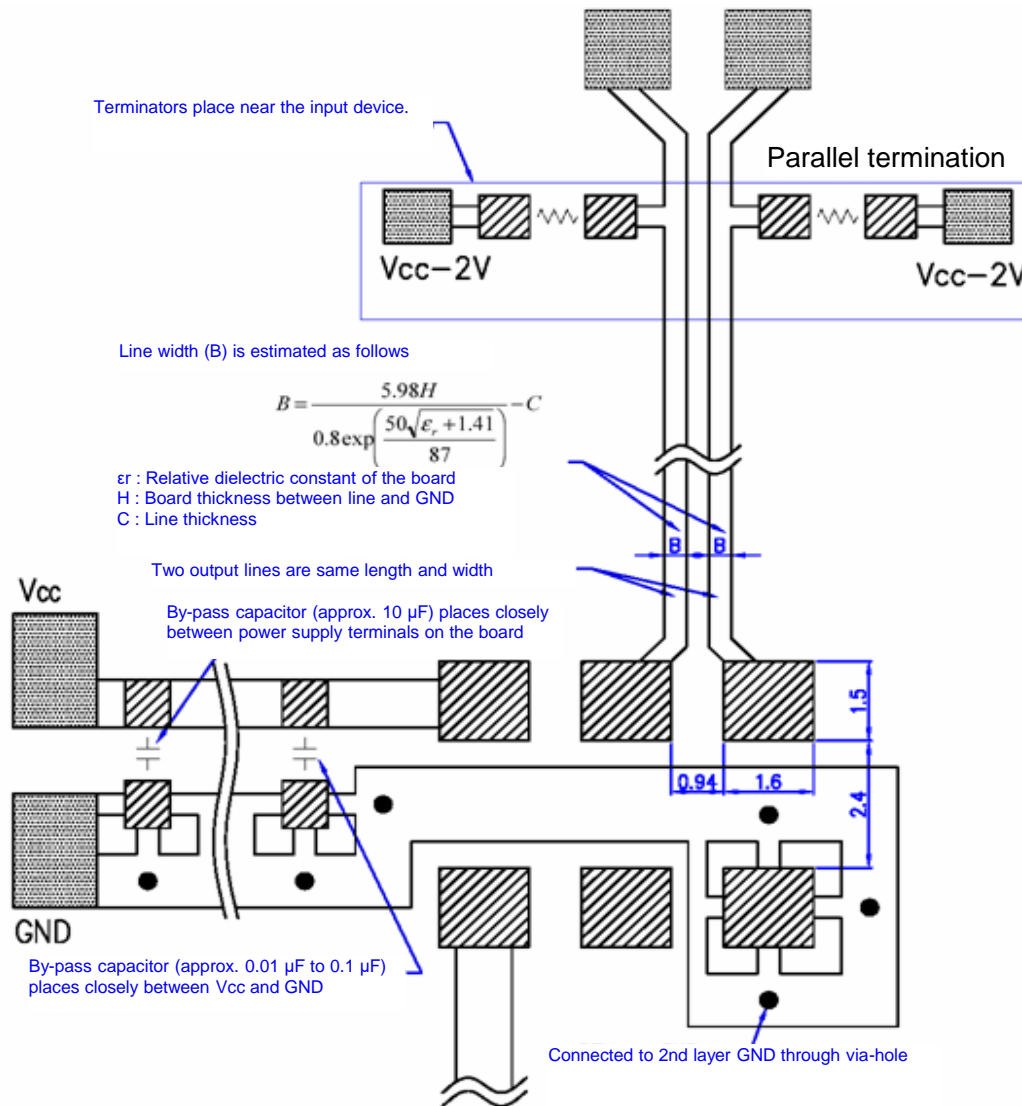 Terminators place near the input device.
Parallel termination
Vcc-2V
Vcc-2V
Line width (B) is estimated as follows
B = 5.98H / (0.8 exp(50√(εr + 1.41) / 87)) - C
εr : Relative dielectric constant of the board
H : Board thickness between line and GND
C : Line thickness
B B
Two output lines are same length and width
Vcc
By-pass capacitor (approx. 10 µF) places closely
between power supply terminals on the board
1.5
0.94
1.6
2.4
GND
By-pass capacitor (approx. 0.01 µF to 0.1 µF)
places closely between Vcc and GND
Connected to 2nd layer GND through via-hole